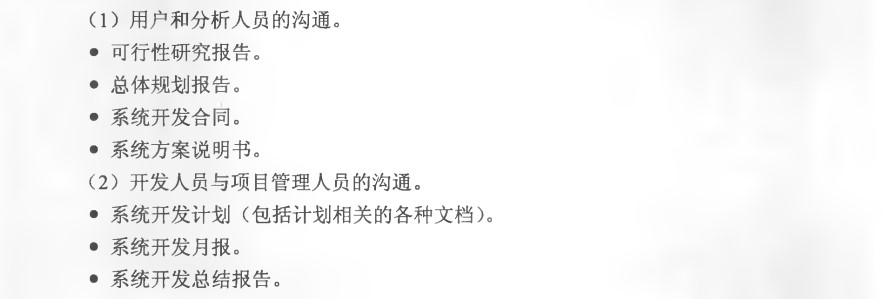 （1）用户和分析人员的沟通。
• 可行性研究报告。
• 总体规划报告。
• 系统开发合同。
• 系统方案说明书。
（2）开发人员与项目管理人员的沟通。
• 系统开发计划（包括计划相关的各种文档）。
• 系统开发月报。
• 系统开发总结报告。